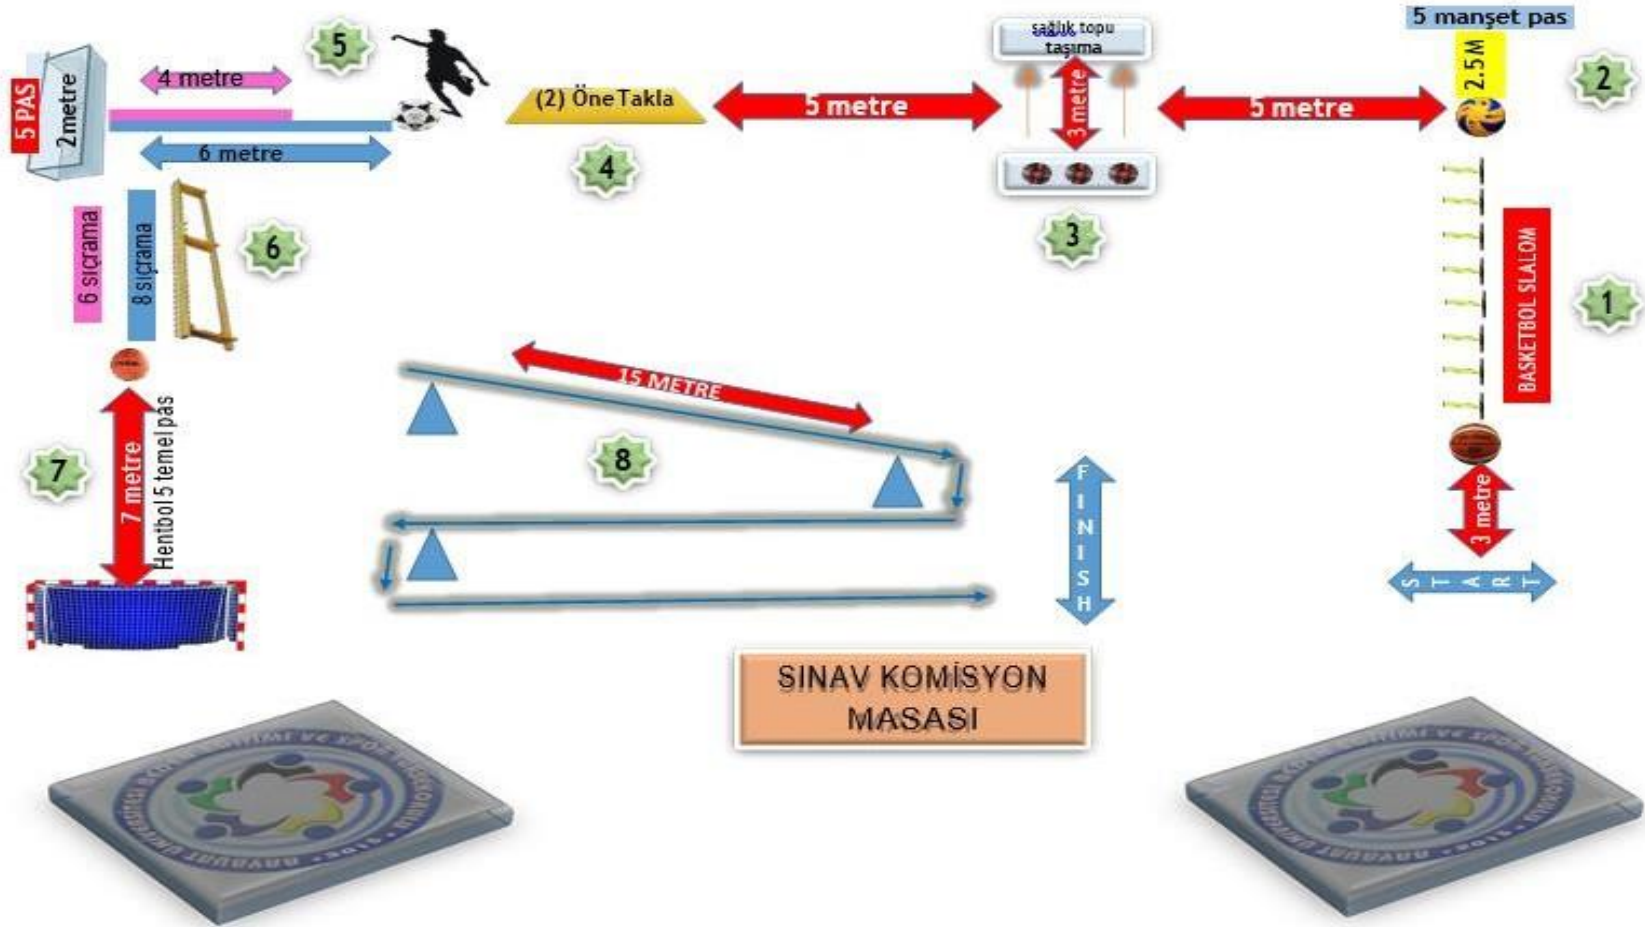 5 manşet pas
2.5 M
2
5 metre
sağlık topu
taşıma
3 metre
3
5 metre
(2) Öne Takla
4
5
4 metre
6 metre
5 PAS
2 metre
6 sıçrama
8 sıçrama
6
7
7 metre
Hentbol 5 temel pas
15 METRE
8
FINISH
1
BASKETBOL SLALOM
3 metre
START
SINAV KOMİSYON
MASASI